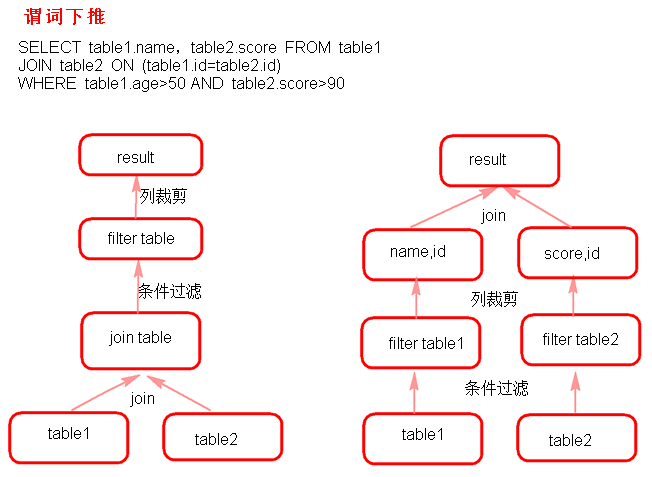 谓词下推
SELECT table1.name，table2.score FROM table1
JOIN table2 ON (table1.id=table2.id)
WHERE table1.age>50 AND table2.score>90
result
列裁剪
filter table
条件过滤
join table
join
table1
table2
result
join
name,id
score,id
列裁剪
filter table1
filter table2
条件过滤
table1
table2